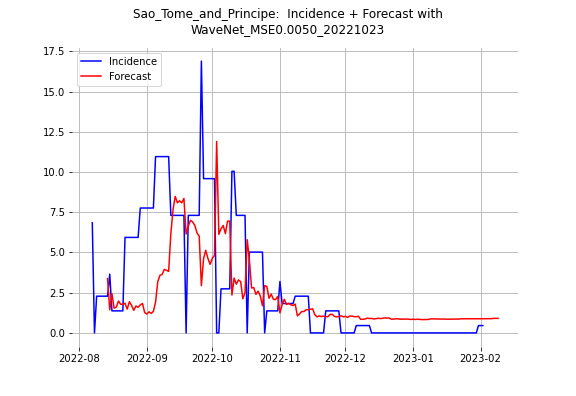 Sao_Tome_and_Principe:  Incidence + Forecast with
WaveNet_MSE0.0050_20221023
17.5
Incidence
Forecast
15.0
12.5
10.0
7.5
5.0
2.5
0.0
2022-08 2022-09 2022-10 2022-11 2022-12 2023-01 2023-02